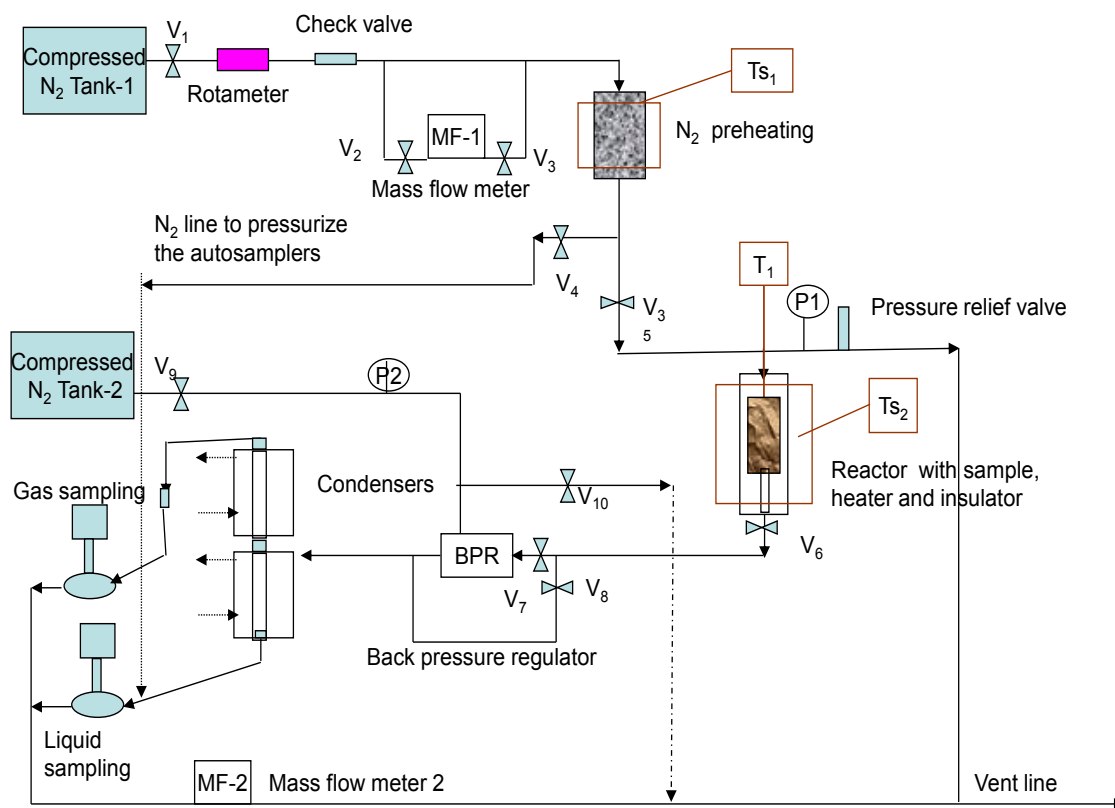 Compressed
N₂ Tank-1
V₁
Check valve
Rotameter
V₂
MF-1
V₃
Mass flow meter
Ts₁
N₂ preheating
N₂ line to pressurize
the autosamplers
V₄
V₃
5
T₁
P1
Pressure relief valve
Compressed
N₂ Tank-2
V₉
P2
Ts₂
Reactor with sample,
heater and insulator
Gas sampling
Condensers
V₁₀
V₆
BPR
V₇
V₈
Back pressure regulator
Liquid
sampling
MF-2
Mass flow meter 2
Vent line